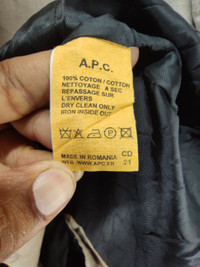 A.P.C.
100% COTON / COTTON
NETTOYAGE A SEC
REPASSAGE SUR
L'ENVERS
DRY CLEAN ONLY
IRON INSIDE OUT
MADE IN ROMANIA
CD
WEB /WWW.APC.FR
21